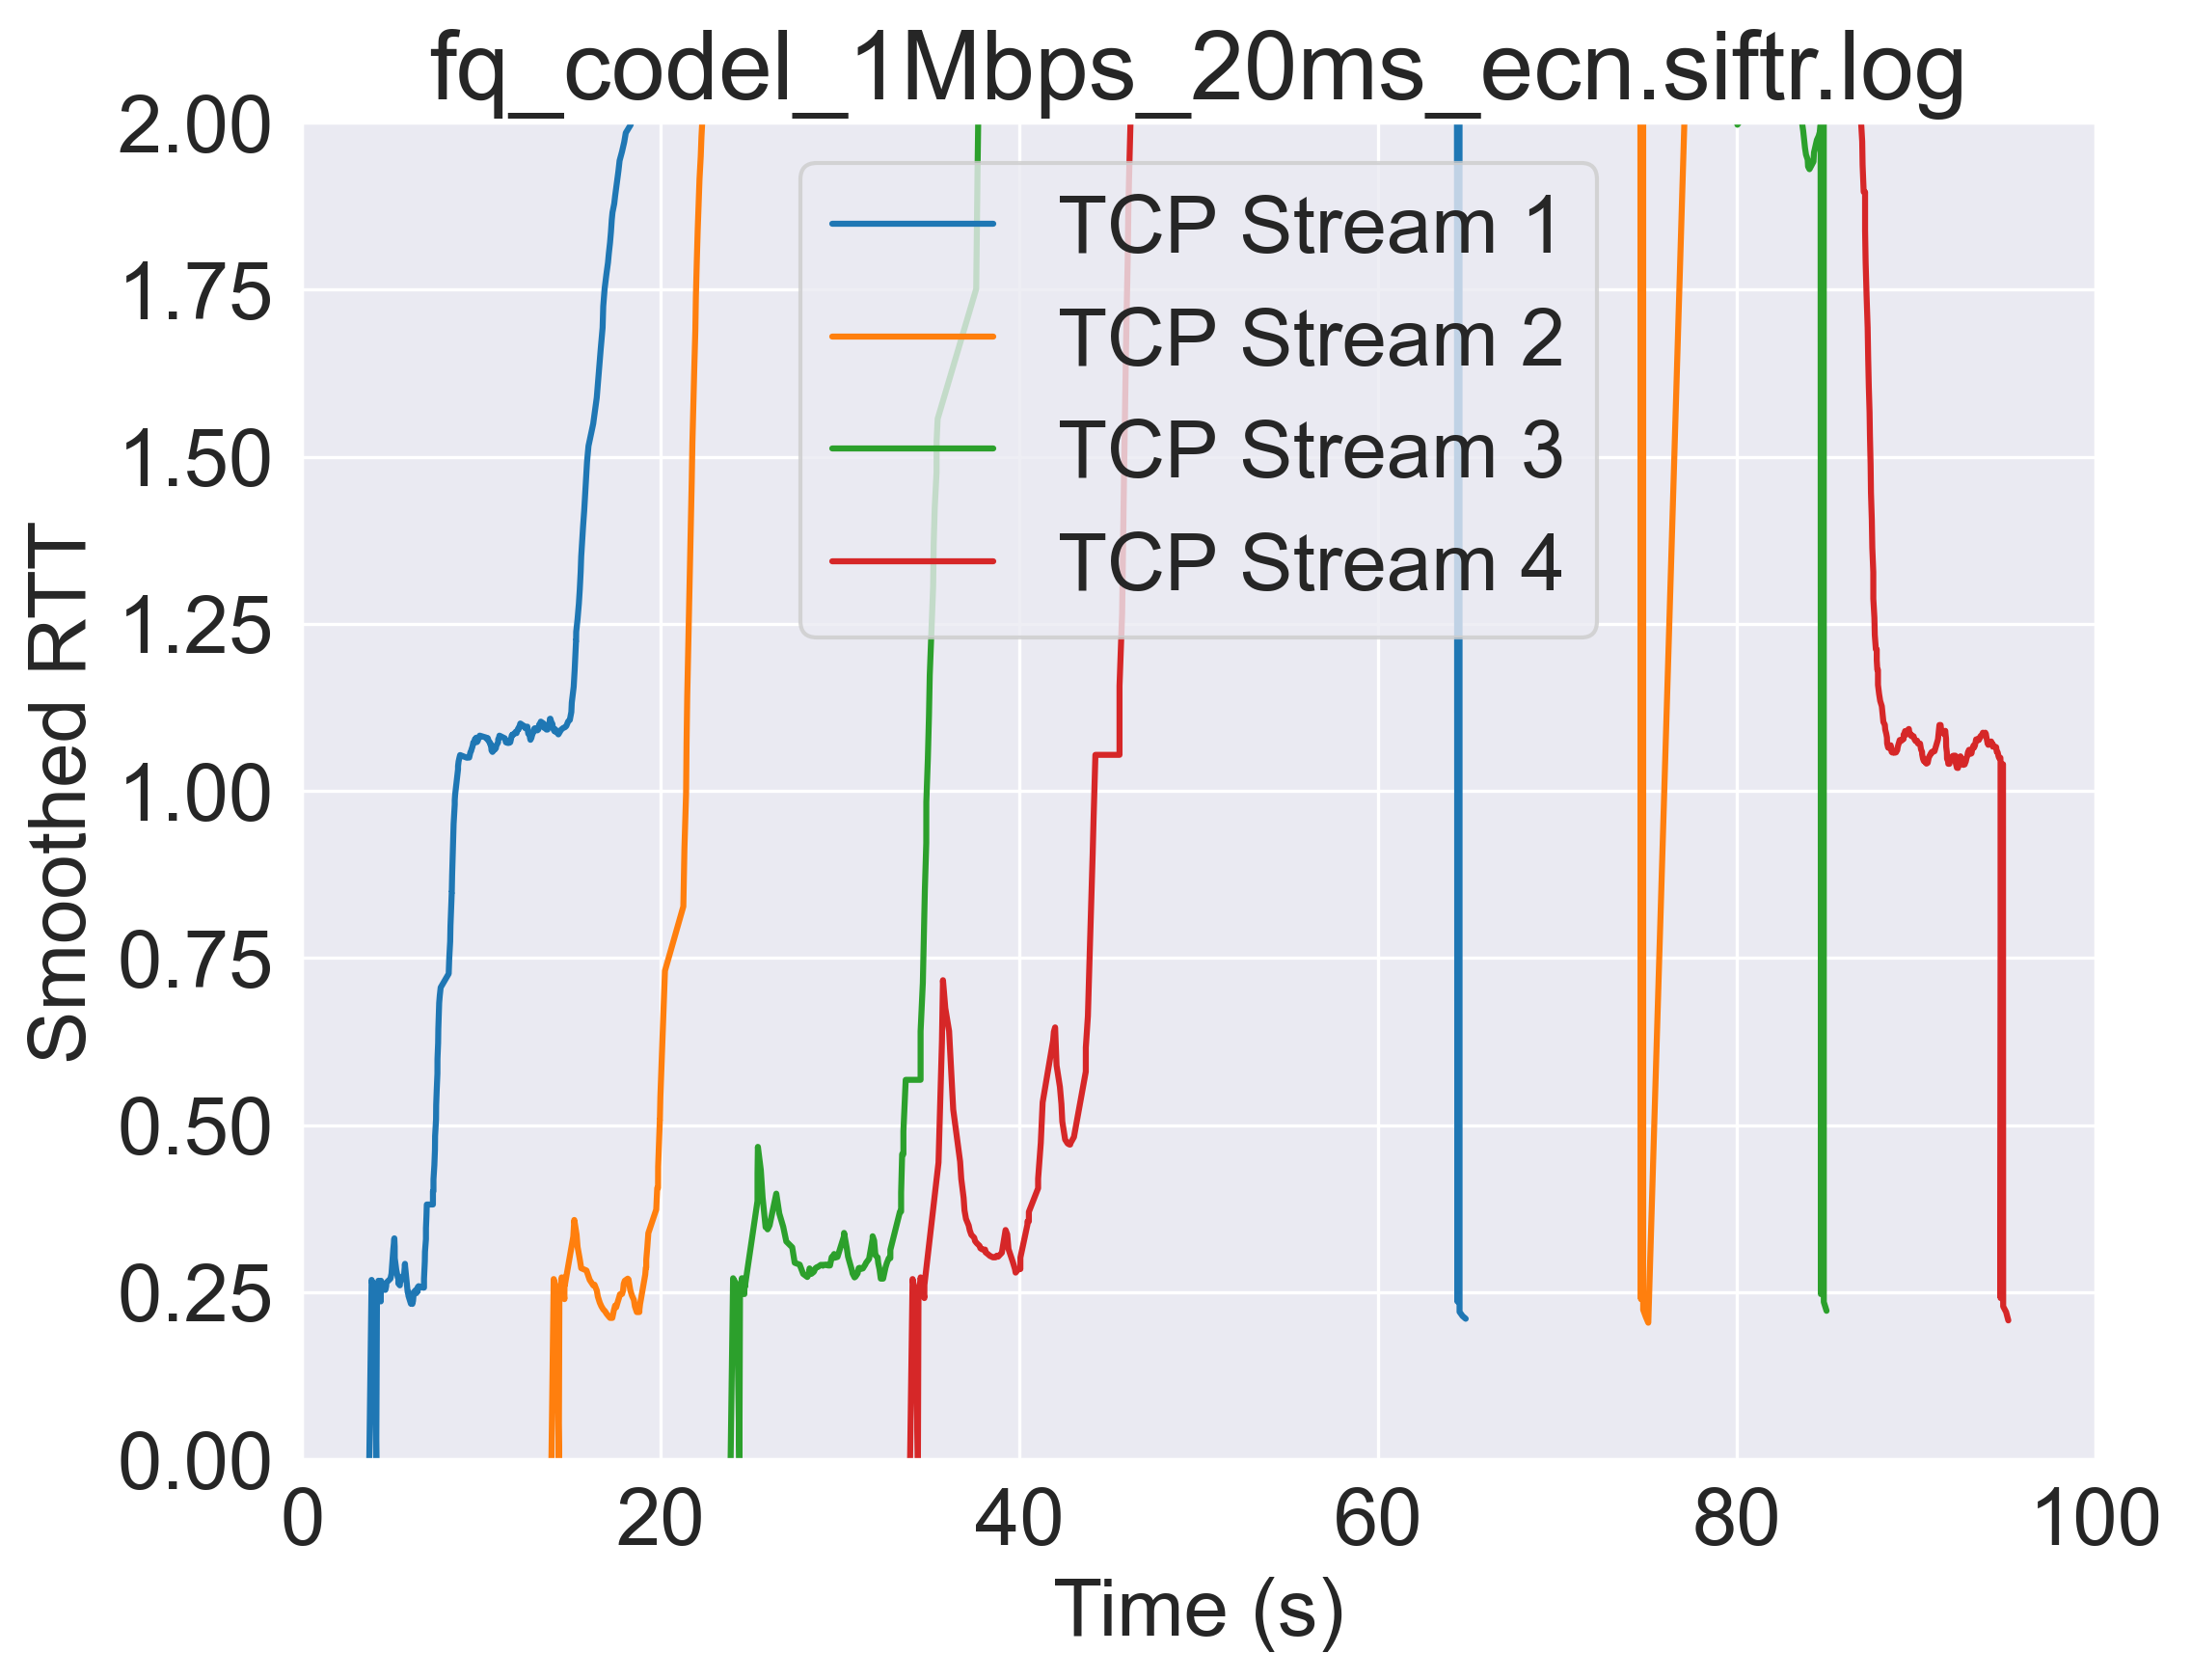 fq_codel_1Mbps_20ms_ecn.siftr.log
2.00
1.75
1.50
1.25
1.00
0.75
0.50
0.25
0.00
Smoothed RTT
TCP Stream 1
TCP Stream 2
TCP Stream 3
TCP Stream 4
0 20 40 60 80 100
Time (s)